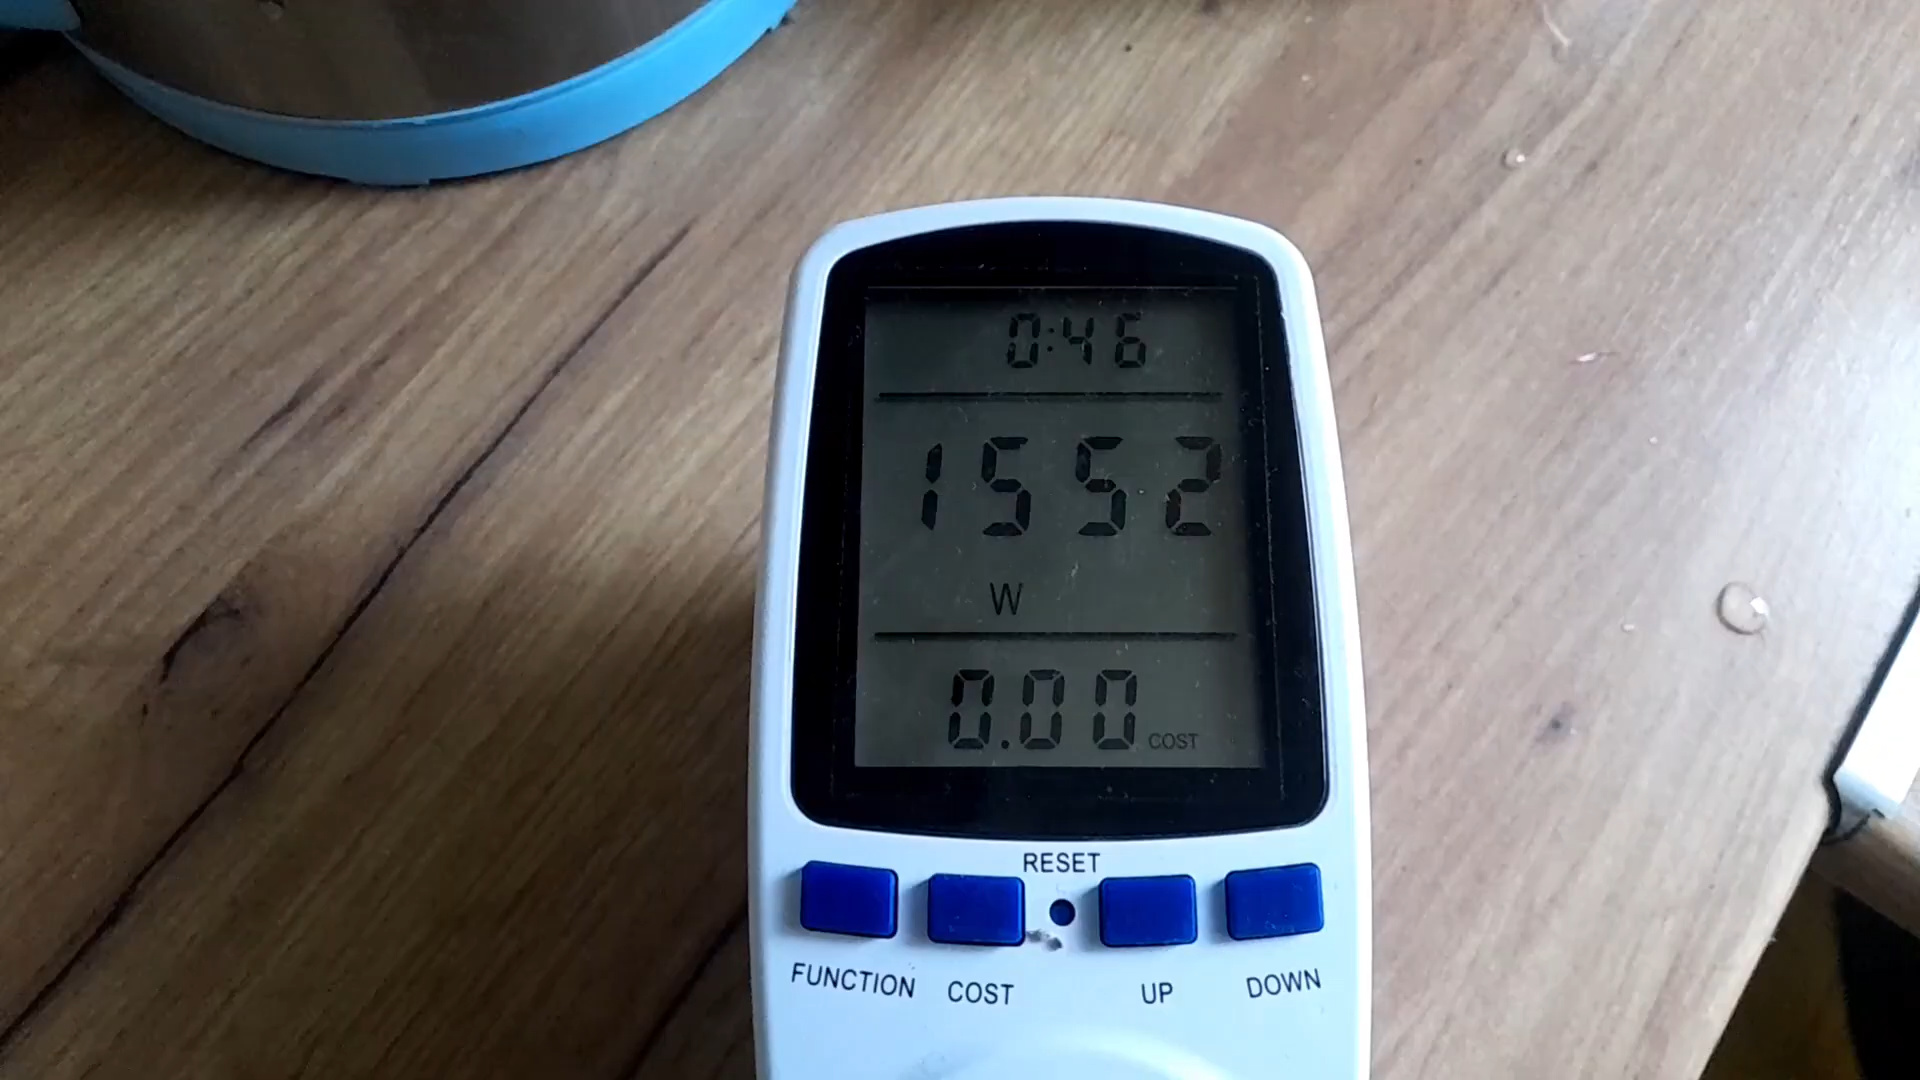 0:46
1552
W
0.00 COST
RESET
FUNCTION COST UP DOWN